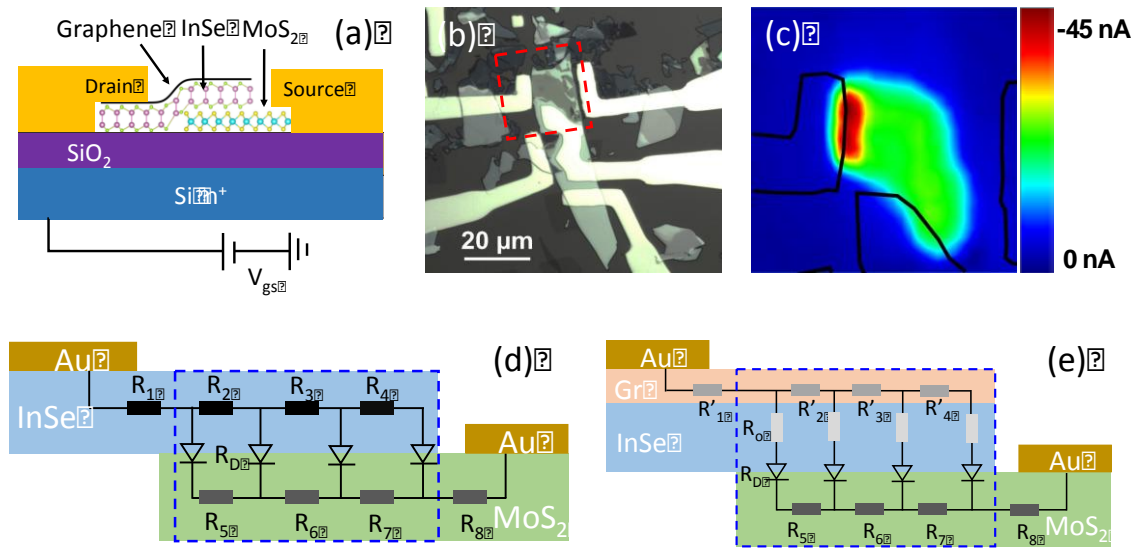 Graphene InSe MoS2 (a)
Drain Source
SiO2
Si n+
Vgs
(b)
20 μm
(c)
-45 nA
0 nA
(d)
Au
R1 R2 R3 R4
InSe
Au
RD
R5 R6 R7 R8
MoS2
(e)
Au
Gr
R'1 R'2 R'3 R'4
Ro
InSe
Au
RD
R5 R6 R7 R8
MoS2